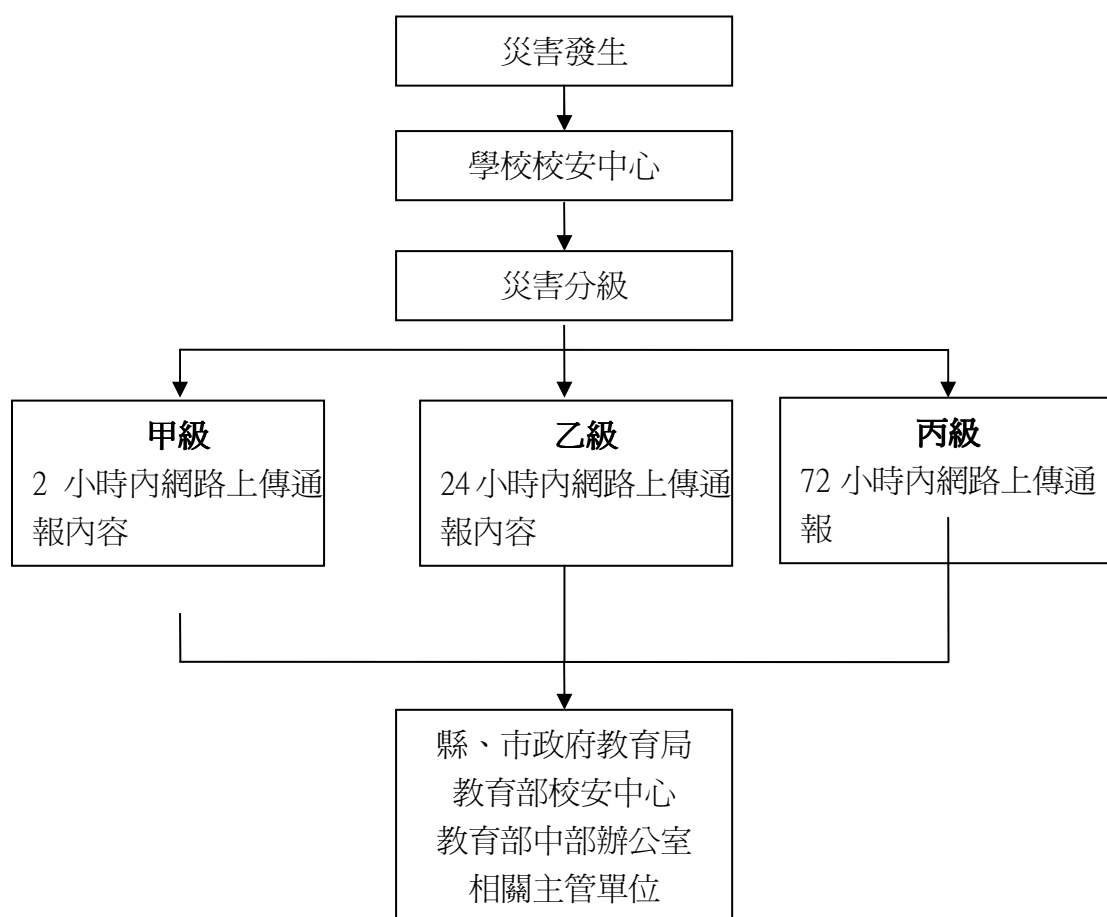 災害發生
學校校安中心
災害分級
甲級
2 小時內網路上傳通
報內容
乙級
24小時內網路上傳通
報內容
丙級
72 小時內網路上傳通
報
縣、市政府教育局
教育部校安中心
教育部中部辦公室
相關主管單位